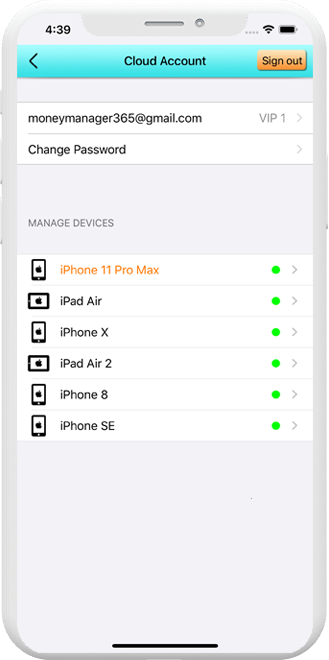 4:39
Cloud Account
Sign out
moneymanager365@gmail.com VIP 1
Change Password
MANAGE DEVICES
iPhone 11 Pro Max
iPad Air
iPhone X
iPad Air 2
iPhone 8
iPhone SE